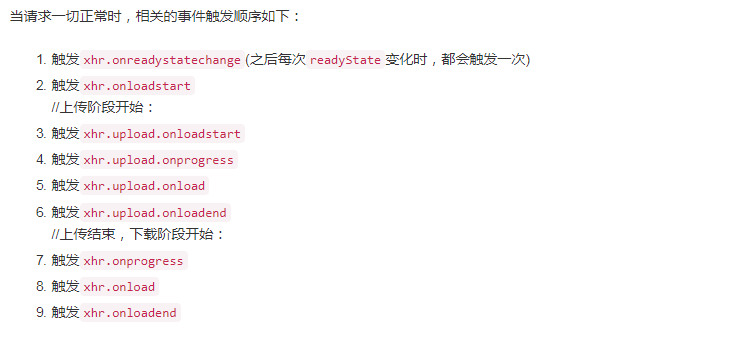 当请求一切正常时，相关的事件触发顺序如下：
1. 触发 xhr.onreadystatechange (之后每次 readyState 变化时，都会触发一次)
2. 触发 xhr.onloadstart
//上传阶段开始：
3. 触发 xhr.upload.onloadstart
4. 触发 xhr.upload.onprogress
5. 触发 xhr.upload.onload
6. 触发 xhr.upload.onloadend
//上传结束，下载阶段开始：
7. 触发 xhr.onprogress
8. 触发 xhr.onload
9. 触发 xhr.onloadend